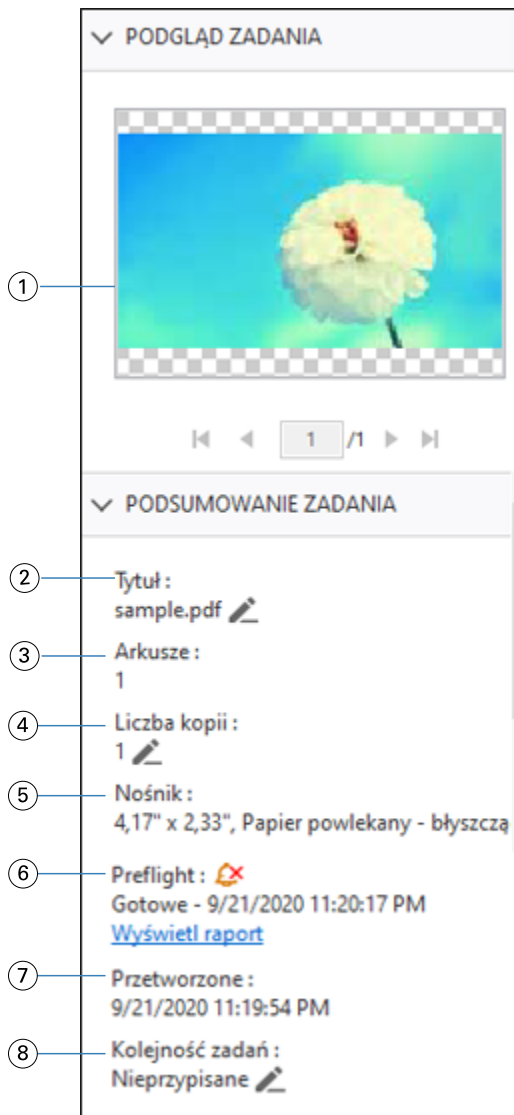 PODGLĄD ZADANIA
1
1 /1
PODSUMOWANIE ZADANIA
2
Tytuł :
sample.pdf
3
Arkusze :
1
4
Liczba kopii :
1
5
Nośnik :
4,17" x 2,33", Papier powlekany - błyszczą
6
Preflight :
Gotowe - 9/21/2020 11:20:17 PM
Wyświetl raport
7
Przetworzone :
9/21/2020 11:19:54 PM
8
Kolejność zadań :
Nieprzypisane